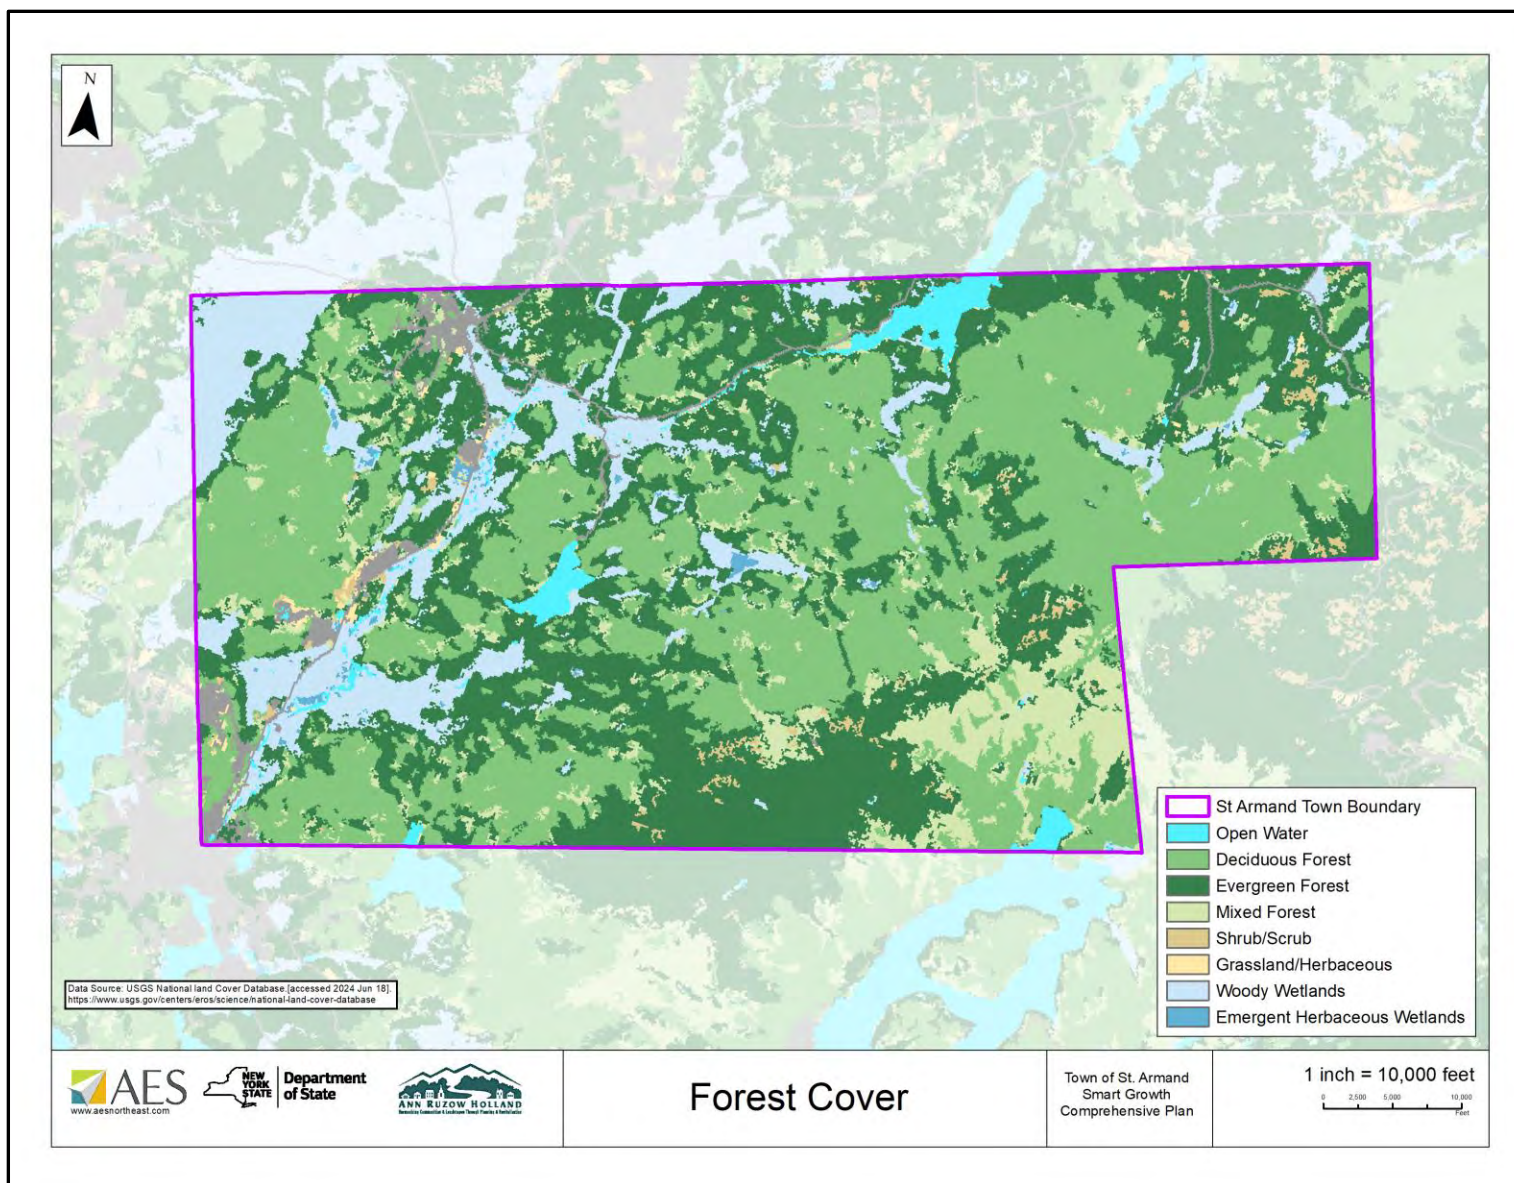 N
St Armand Town Boundary
Open Water
Deciduous Forest
Evergreen Forest
Mixed Forest
Shrub/Scrub
Grassland/Herbaceous
Woody Wetlands
Emergent Herbaceous Wetlands
Data Source: USGS National land Cover Database.[accessed 2024 Jun 18].
https://www.usgs.gov/centers/eros/science/national-land-cover-database
AES
www.aesnortheast.com
NEW
YORK
STATE
Department
of State
ANN RUZOW HOLLAND
Forest Cover
Town of St. Armand
Smart Growth
Comprehensive Plan
1 inch = 10,000 feet
0 2,500 5,000 10,000
Feet